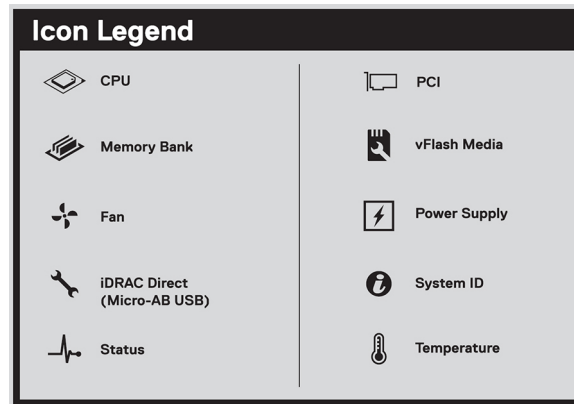 Icon Legend
CPU
Memory Bank
Fan
iDRAC Direct
(Micro-AB USB)
Status
PCI
vFlash Media
Power Supply
System ID
Temperature